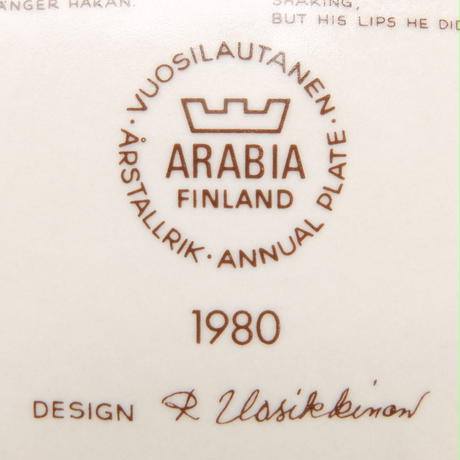 ÄNGER HÅKAN.
SHAKING,
BUT HIS LIPS HE DID
· VUOSILAUTANEN ·
ARABIA
FINLAND
ÅRSTALLRIK · ANNUAL PLATE
1980
DESIGN R Uosikkinen